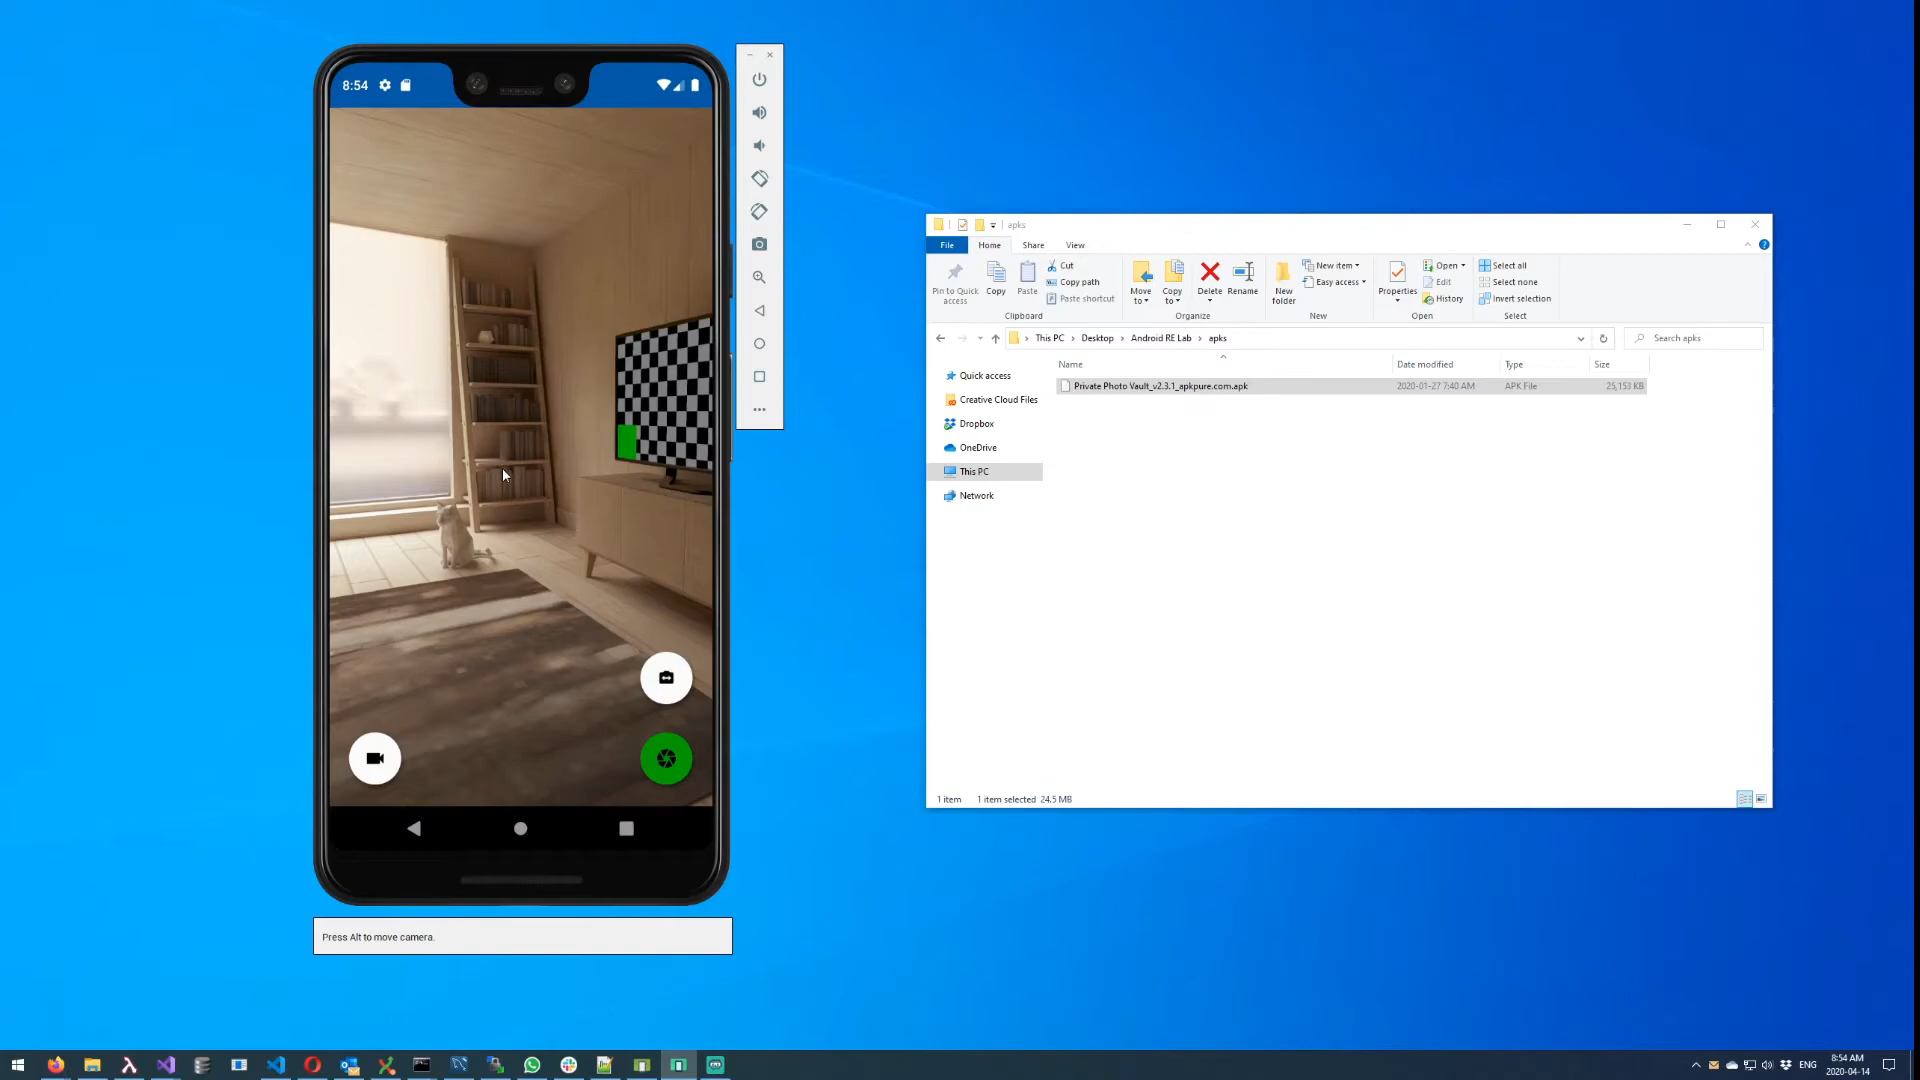 8:54
apks
File Home Share View
Pin to Quick access
Copy
Paste
Cut
Copy path
Paste shortcut
Move to
Copy to
Delete
Rename
New folder
New item
Easy access
Properties
Open
Edit
History
Select all
Select none
Invert selection
Clipboard Organize New Open Select
This PC Desktop Android RE Lab apks
Search apks
Name Date modified Type Size
Private Photo Vault_v2.3.1_apkpure.com.apk 2020-01-27 7:40 AM APK File 25,153 KB
Quick access
Creative Cloud Files
Dropbox
OneDrive
This PC
Network
1 item 1 item selected 24.5 MB
Press Alt to move camera.
ENG
8:54 AM
2020-04-14